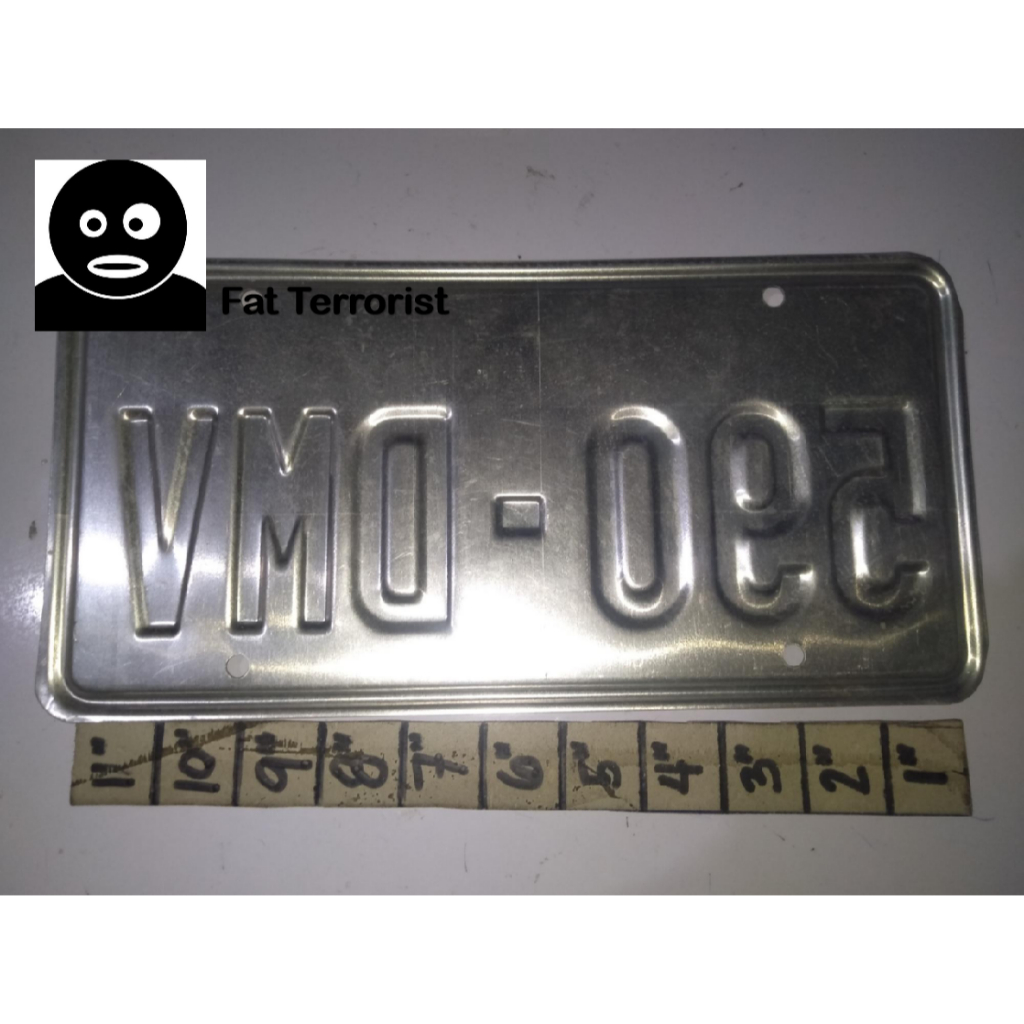 Fat Terrorist
590-DMV
11" 10" 9" 8" 7" 6" 5" 4" 3" 2" 1"